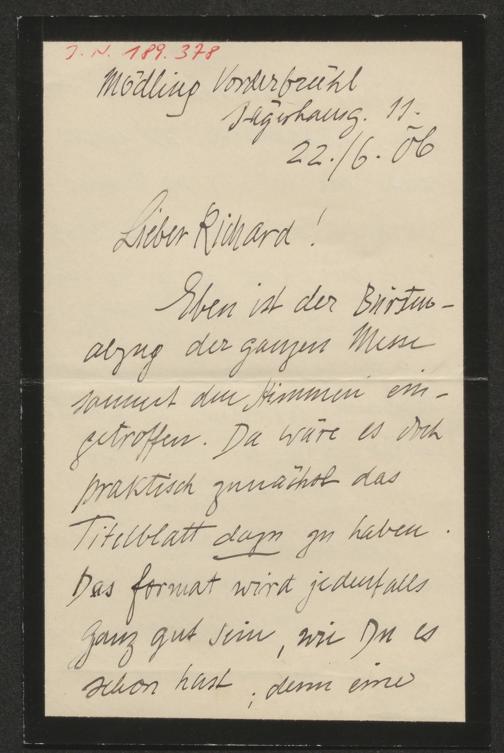 J. N. 189.378
Mödling Vorderbrühl
Jägerhausg. 11.
22./6. 06
Lieber Richard!
Eben ist der Bürsten-
abzug der ganzen Messe
sammt den Stimmen ein-
getroffen. Da wäre es doch
praktisch zunächst das
Titelblatt dazu zu haben.
Das Format wird jedenfalls
ganz gut sein, wie Du es
schon hast, denn eine